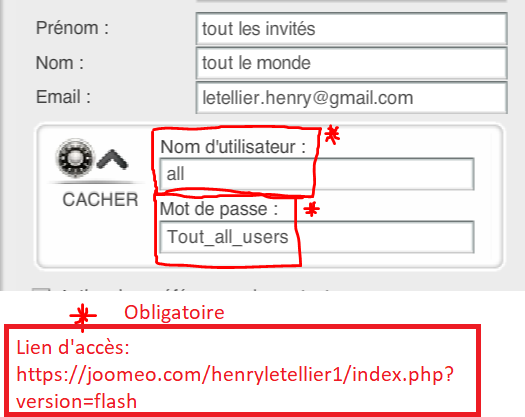 Prénom : tout les invités
Nom : tout le monde
Email : letellier.henry@gmail.com
Nom d'utilisateur : *
all
CACHER
Mot de passe : *
Tout_all_users
* Obligatoire
Lien d'accès:
https://joomeo.com/henryletellier1/index.php?
version=flash